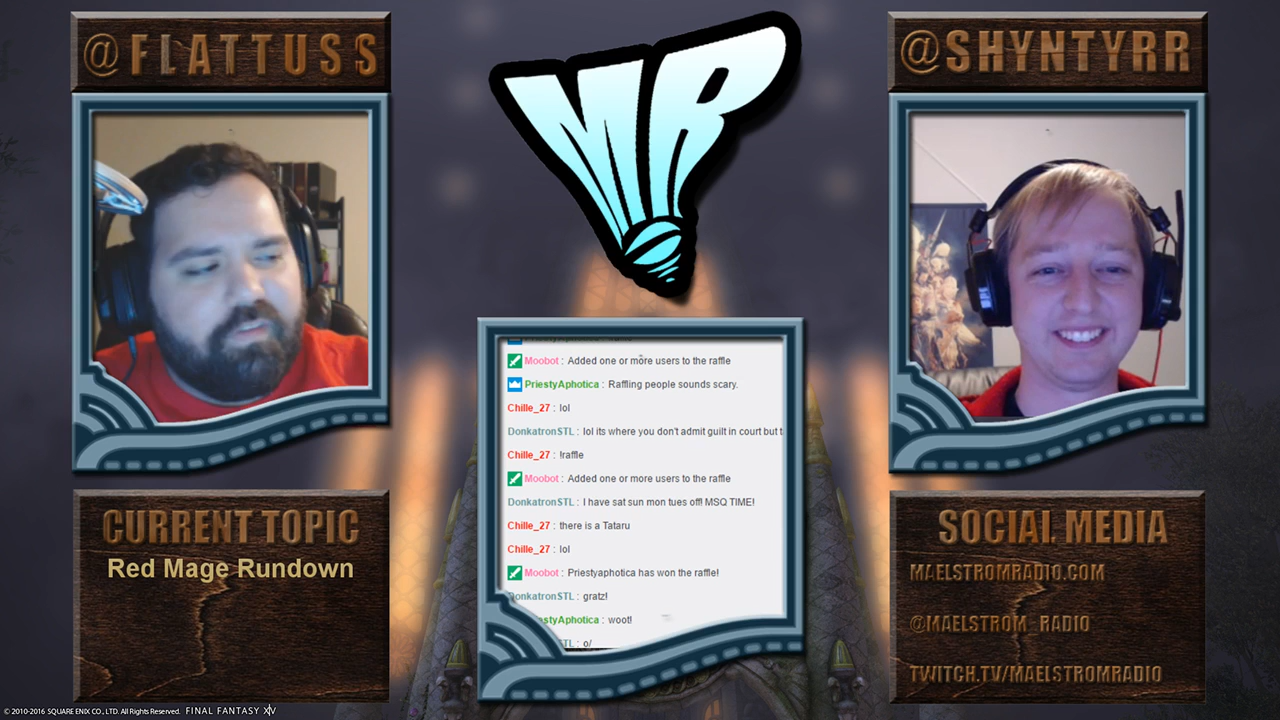 @FLATTUSS
MR
@SHYNTYRR
Moobot : Added one or more users to the raffle
PriestyAphotica : Raffling people sounds scary.
Chille_27 : lol
DonkatronSTL : lol its where you don't admit guilt in court but t
Chille_27 : !raffle
Moobot : Added one or more users to the raffle
DonkatronSTL : I have sat sun mon tues off! MSQ TIME!
Chille_27 : there is a Tataru
Chille_27 : lol
Moobot : Priestyaphotica has won the raffle!
DonkatronSTL : gratz!
styAphotica : woot!
TL : o/
CURRENT TOPIC
Red Mage Rundown
SOCIAL MEDIA
MAELSTROMRADIO.COM
@MAELSTROM_RADIO
TWITCH.TV/MAELSTROMRADIO
© 2010-2016 SQUARE ENIX CO., LTD. All Rights Reserved. FINAL FANTASY XIV